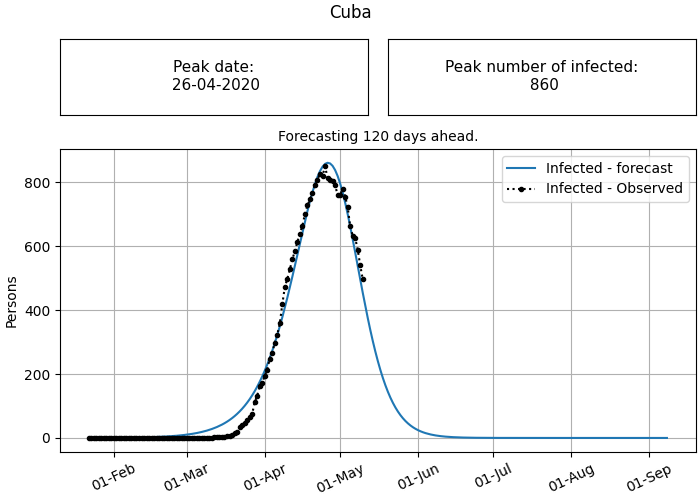 Cuba
Peak date:
26-04-2020
Peak number of infected:
860
Forecasting 120 days ahead.
Infected - forecast
Infected - Observed
Persons
800
600
400
200
0
01-Feb
01-Mar
01-Apr
01-May
01-Jun
01-Jul
01-Aug
01-Sep